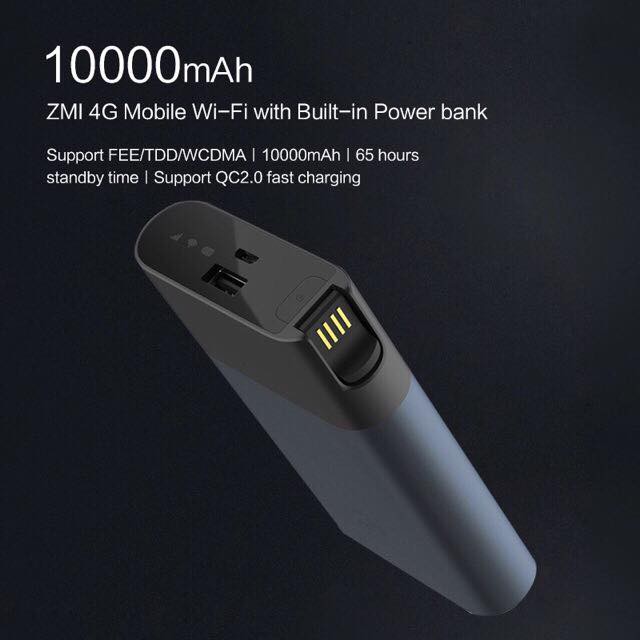 10000mAh
ZMI 4G Mobile Wi-Fi with Built-in Power bank
Support FEE/TDD/WCDMA | 10000mAh | 65 hours
standby time | Support QC2.0 fast charging